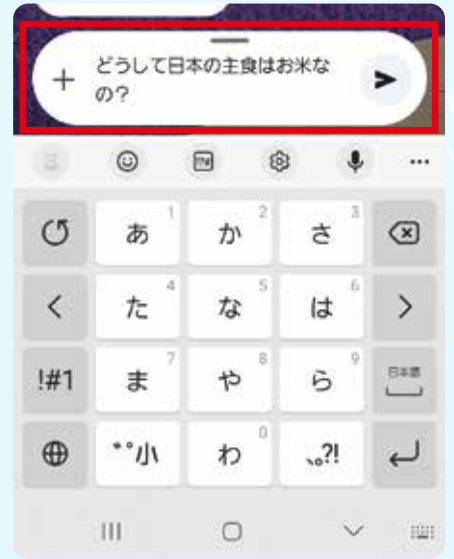 どうして日本の主食はお米な
の?
あ 1
か 2
さ 3
た 4
な 5
は 6
!#1
ま 7
や 8
ら 9
日本語
小
わ 0
､｡?!